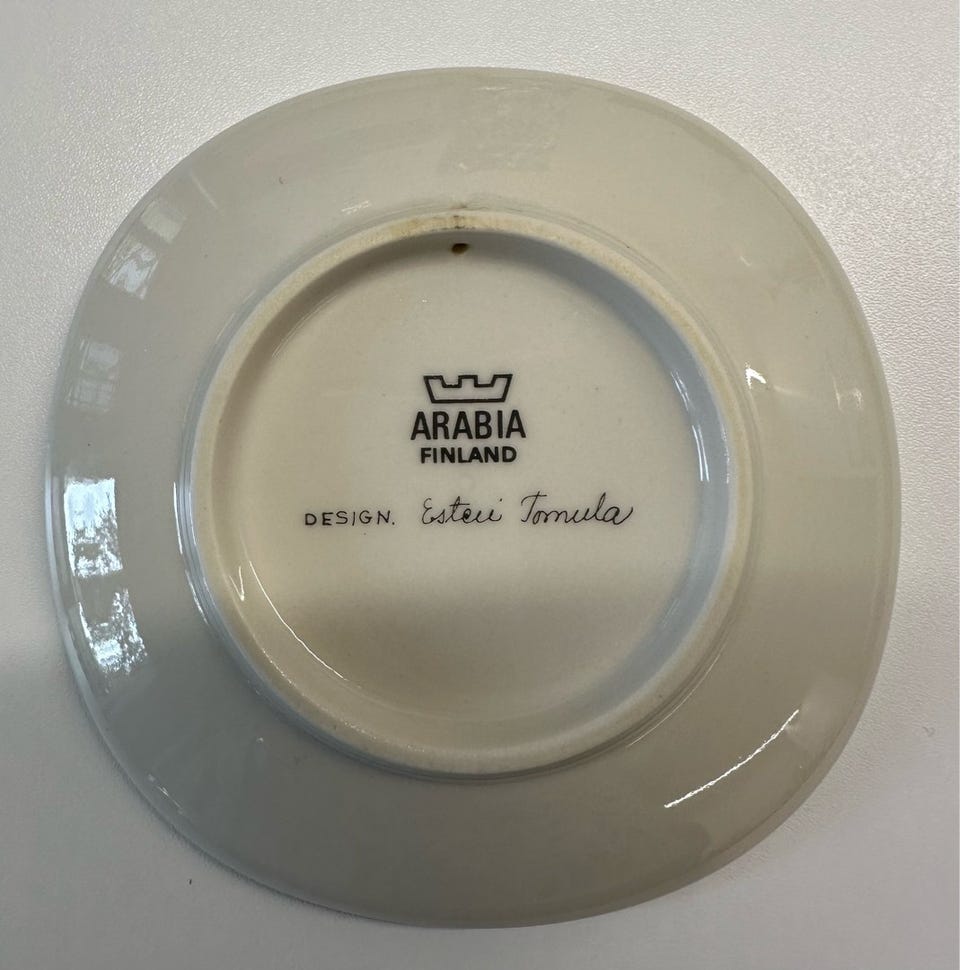 ARABIA
FINLAND
DESIGN. Esteri Tomula